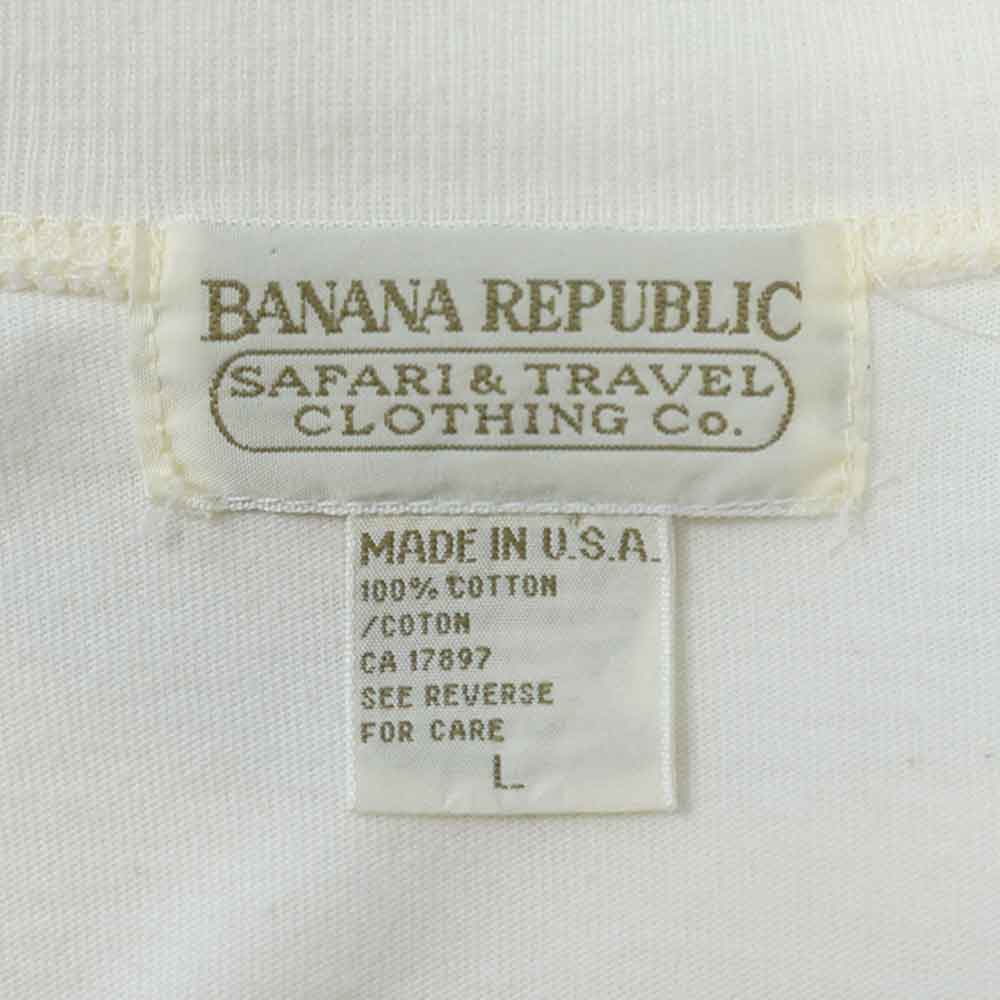 BANANA REPUBLIC
SAFARI & TRAVEL
CLOTHING Co.
MADE IN U.S.A.
100% COTTON
/COTON
CA 17897
SEE REVERSE
FOR CARE
L